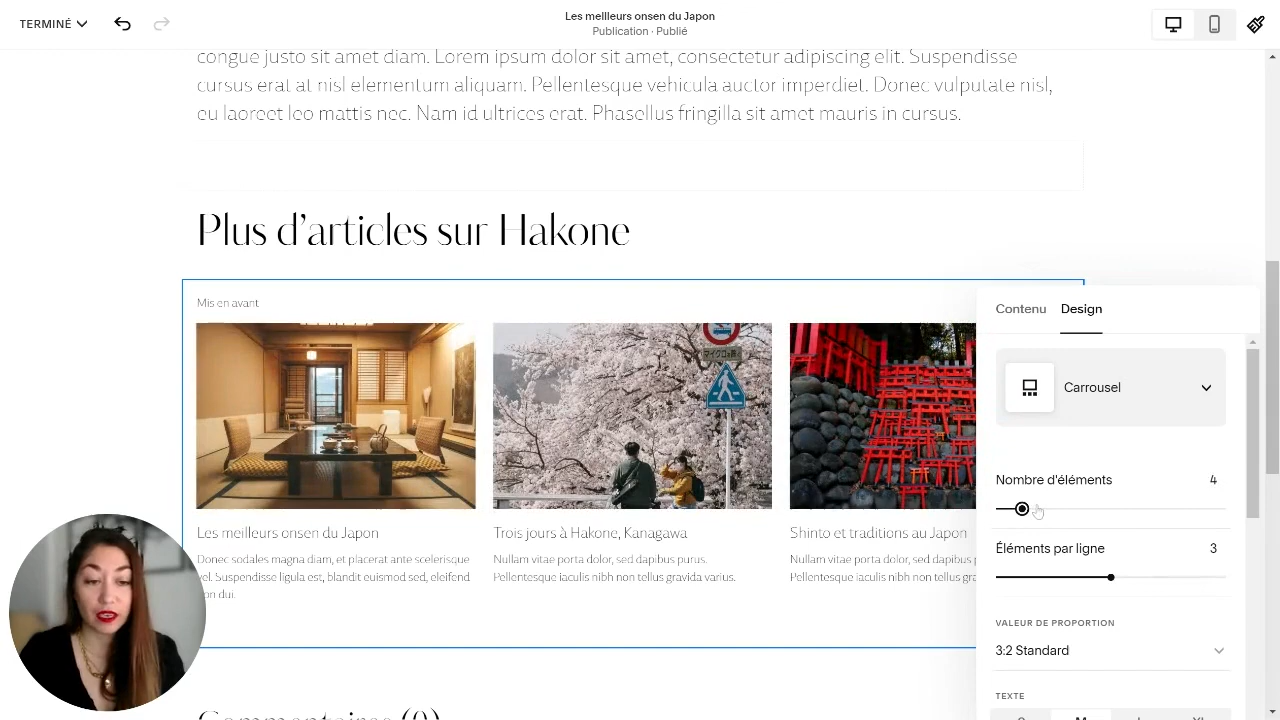 TERMINÉ
Les meilleurs onsen du Japon
Publication · Publié
congue justo sit amet diam. Lorem ipsum dolor sit amet, consectetur adipiscing elit. Suspendisse
cursus erat at nisl elementum aliquam. Pellentesque vehicula auctor imperdiet. Donec vulputate nisl,
eu laoreet leo mattis nec. Nam id ultrices erat. Phasellus fringilla sit amet mauris in cursus.
Plus d’articles sur Hakone
Mis en avant
Les meilleurs onsen du Japon
Donec sodales magna diam, et placerat ante scelerisque
vel. Suspendisse ligula est, blandit euismod sed, eleifend
non dui.
Trois jours à Hakone, Kanagawa
Nullam vitae porta dolor, sed dapibus purus.
Pellentesque iaculis nibh non tellus gravida varius.
Shinto et traditions au Japon
Nullam vitae porta dolor, sed dapibus
Pellentesque iaculis nibh non tellus
Contenu
Design
Carrousel
Nombre d'éléments
4
Éléments par ligne
3
VALEUR DE PROPORTION
3:2 Standard
TEXTE
Commentaires (0)